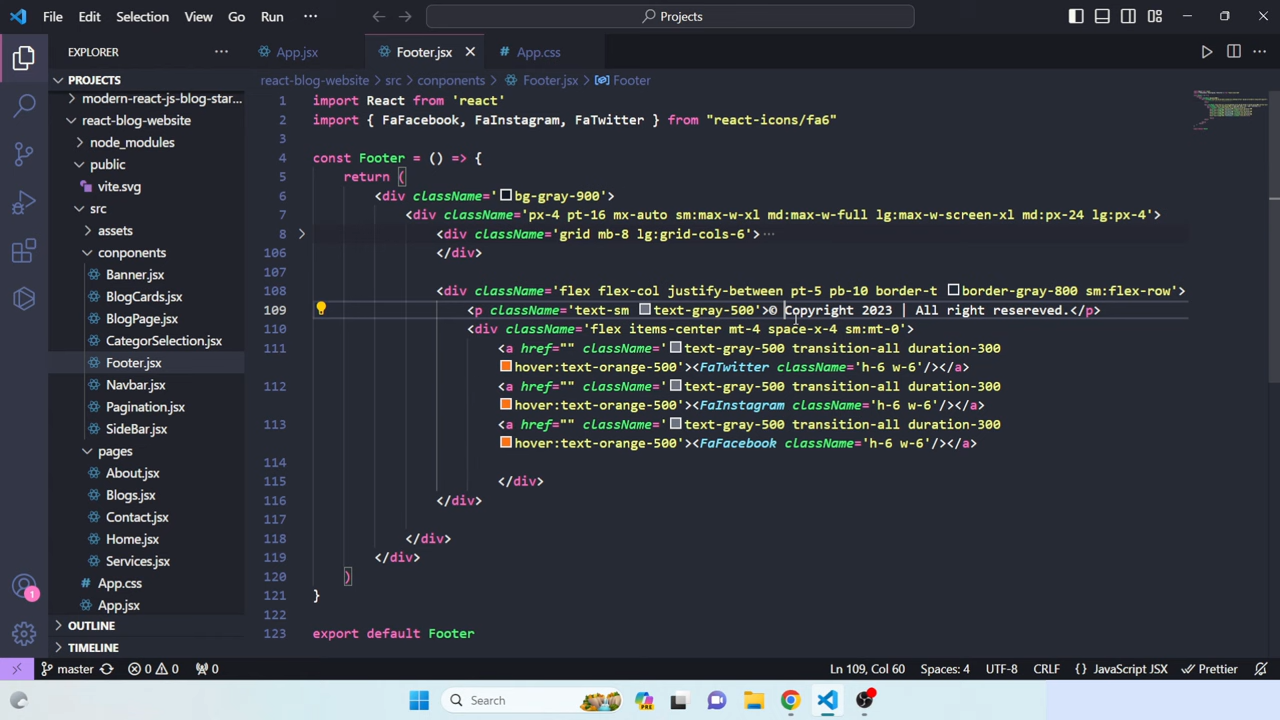 File Edit Selection View Go Run ··· Projects
EXPLORER ···
App.jsx Footer.jsx App.css
react-blog-website > src > conponents > Footer.jsx > Footer
PROJECTS
modern-react-js-blog-star...
react-blog-website
node_modules
public
vite.svg
src
assets
conponents
Banner.jsx
BlogCards.jsx
BlogPage.jsx
CategorSelection.jsx
Footer.jsx
Navbar.jsx
Pagination.jsx
SideBar.jsx
pages
About.jsx
Blogs.jsx
Contact.jsx
Home.jsx
Services.jsx
App.css
App.jsx
OUTLINE
TIMELINE
1 import React from 'react'
2 import { FaFacebook, FaInstagram, FaTwitter } from "react-icons/fa6"
3
4 const Footer = () => {
5 return (
6 <div className='bg-gray-900'>
7 <div className='px-4 pt-16 mx-auto sm:max-w-xl md:max-w-full lg:max-w-screen-xl md:px-24 lg:px-4'>
8 <div className='grid mb-8 lg:grid-cols-6'>···
106 </div>
107
108 <div className='flex flex-col justify-between pt-5 pb-10 border-t border-gray-800 sm:flex-row'>
109 <p className='text-sm text-gray-500'>© Copyright 2023 | All right resereved.</p>
110 <div className='flex items-center mt-4 space-x-4 sm:mt-0'>
111 <a href="" className='text-gray-500 transition-all duration-300
hover:text-orange-500'><FaTwitter className='h-6 w-6'/></a>
112 <a href="" className='text-gray-500 transition-all duration-300
hover:text-orange-500'><FaInstagram className='h-6 w-6'/></a>
113 <a href="" className='text-gray-500 transition-all duration-300
hover:text-orange-500'><FaFacebook className='h-6 w-6'/></a>
114
115 </div>
116 </div>
117
118 </div>
119 </div>
120 )
121 }
122
123 export default Footer
1
master 0 0 0 Ln 109, Col 60 Spaces: 4 UTF-8 CRLF {} JavaScript JSX Prettier
Search
PRE